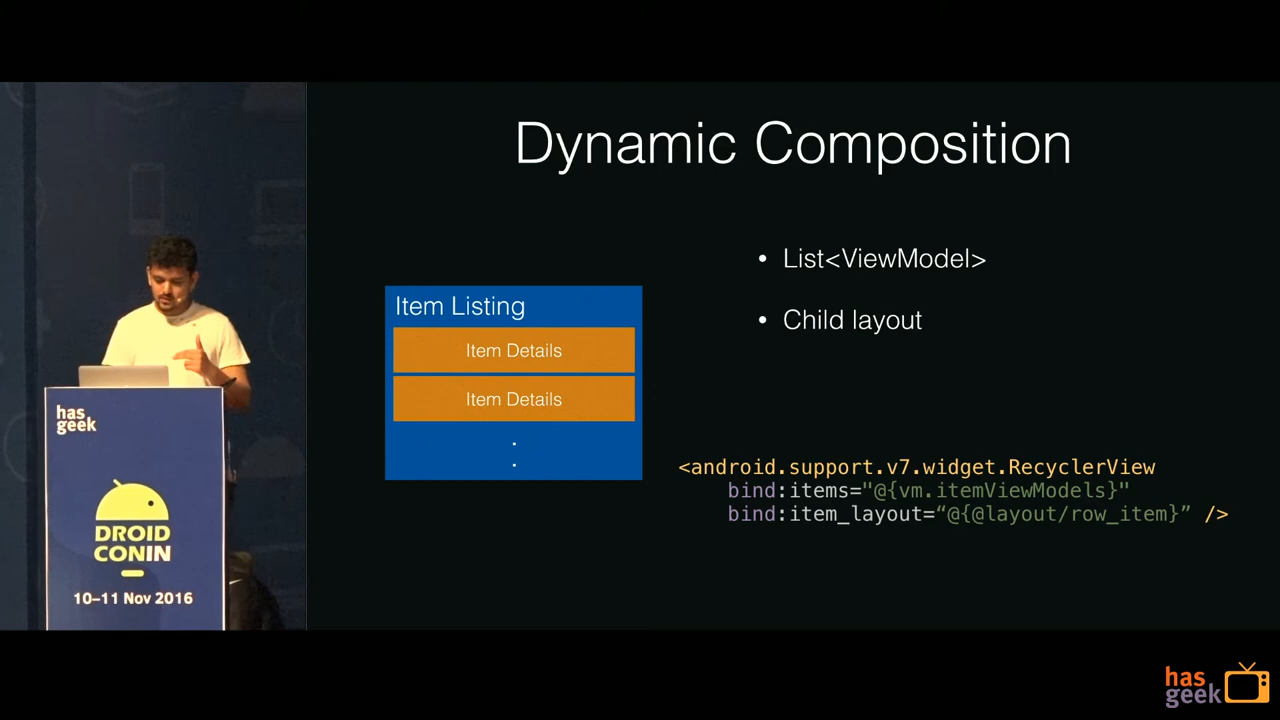 Dynamic Composition
• List<ViewModel>
• Child layout
Item Listing
Item Details
Item Details
.
.
<android.support.v7.widget.RecyclerView
bind:items="@{vm.itemViewModels}"
bind:item_layout=“@{@layout/row_item}” />
has
geek
DROID
CONIN
10–11 Nov 2016
has
geek